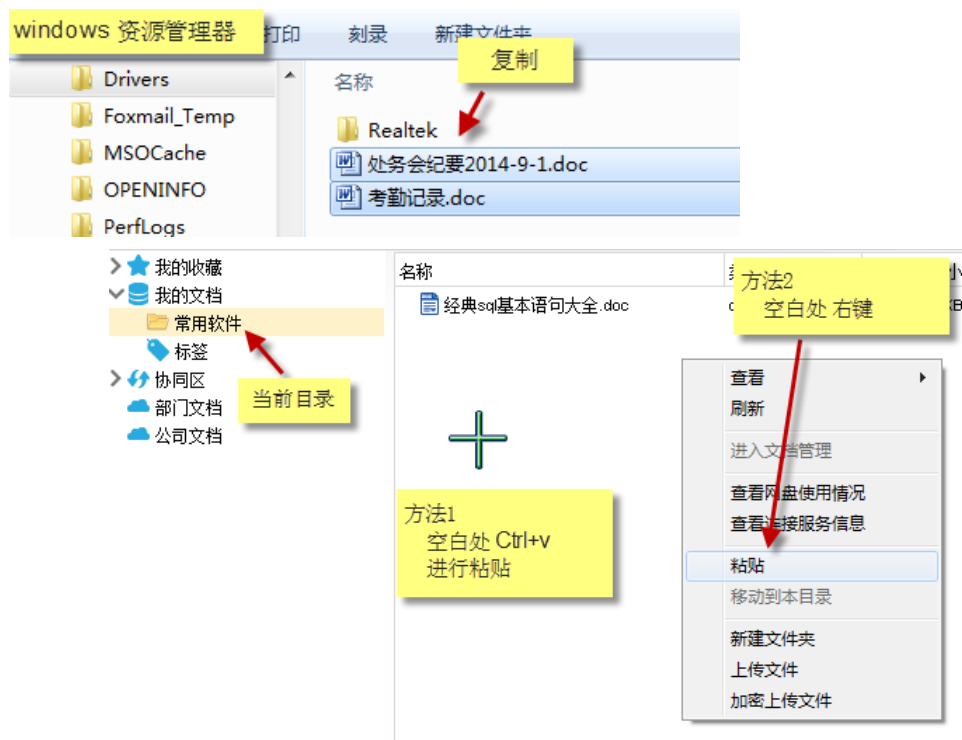 windows 资源管理器
打印
刻录
新建文件夹
复制
Drivers
Foxmail_Temp
MSOCache
OPENINFO
PerfLogs
名称
Realtek
处务会纪要2014-9-1.doc
考勤记录.doc
我的收藏
我的文档
常用软件
标签
协同区
部门文档
公司文档
当前目录
名称
经典sql基本语句大全.doc
方法1
空白处 Ctrl+v
进行粘贴
方法2
空白处 右键
查看
刷新
进入文档管理
查看网盘使用情况
查看连接服务信息
粘贴
移动到本目录
新建文件夹
上传文件
加密上传文件